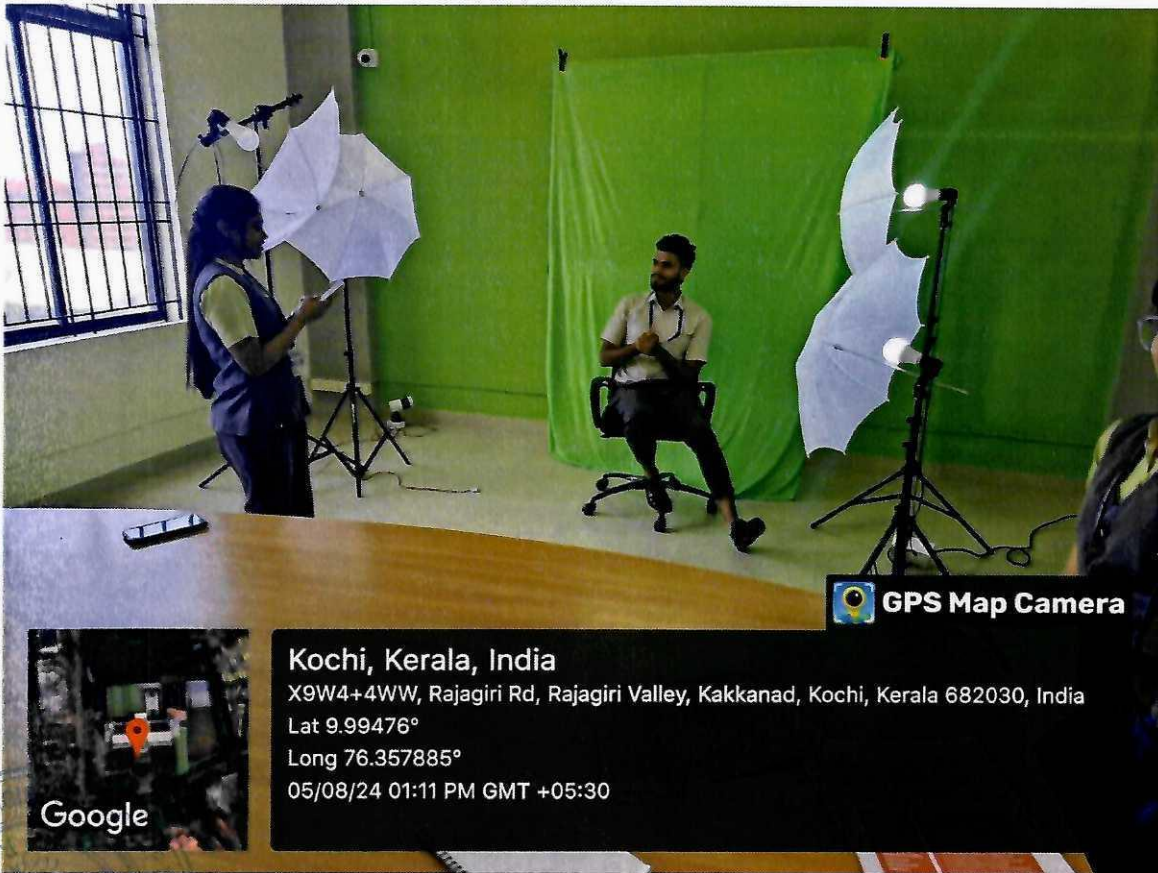 GPS Map Camera
Kochi, Kerala, India
X9W4+4WW, Rajagiri Rd, Rajagiri Valley, Kakkanad, Kochi, Kerala 682030, India
Lat 9.99476°
Long 76.357885°
05/08/24 01:11 PM GMT +05:30
Google